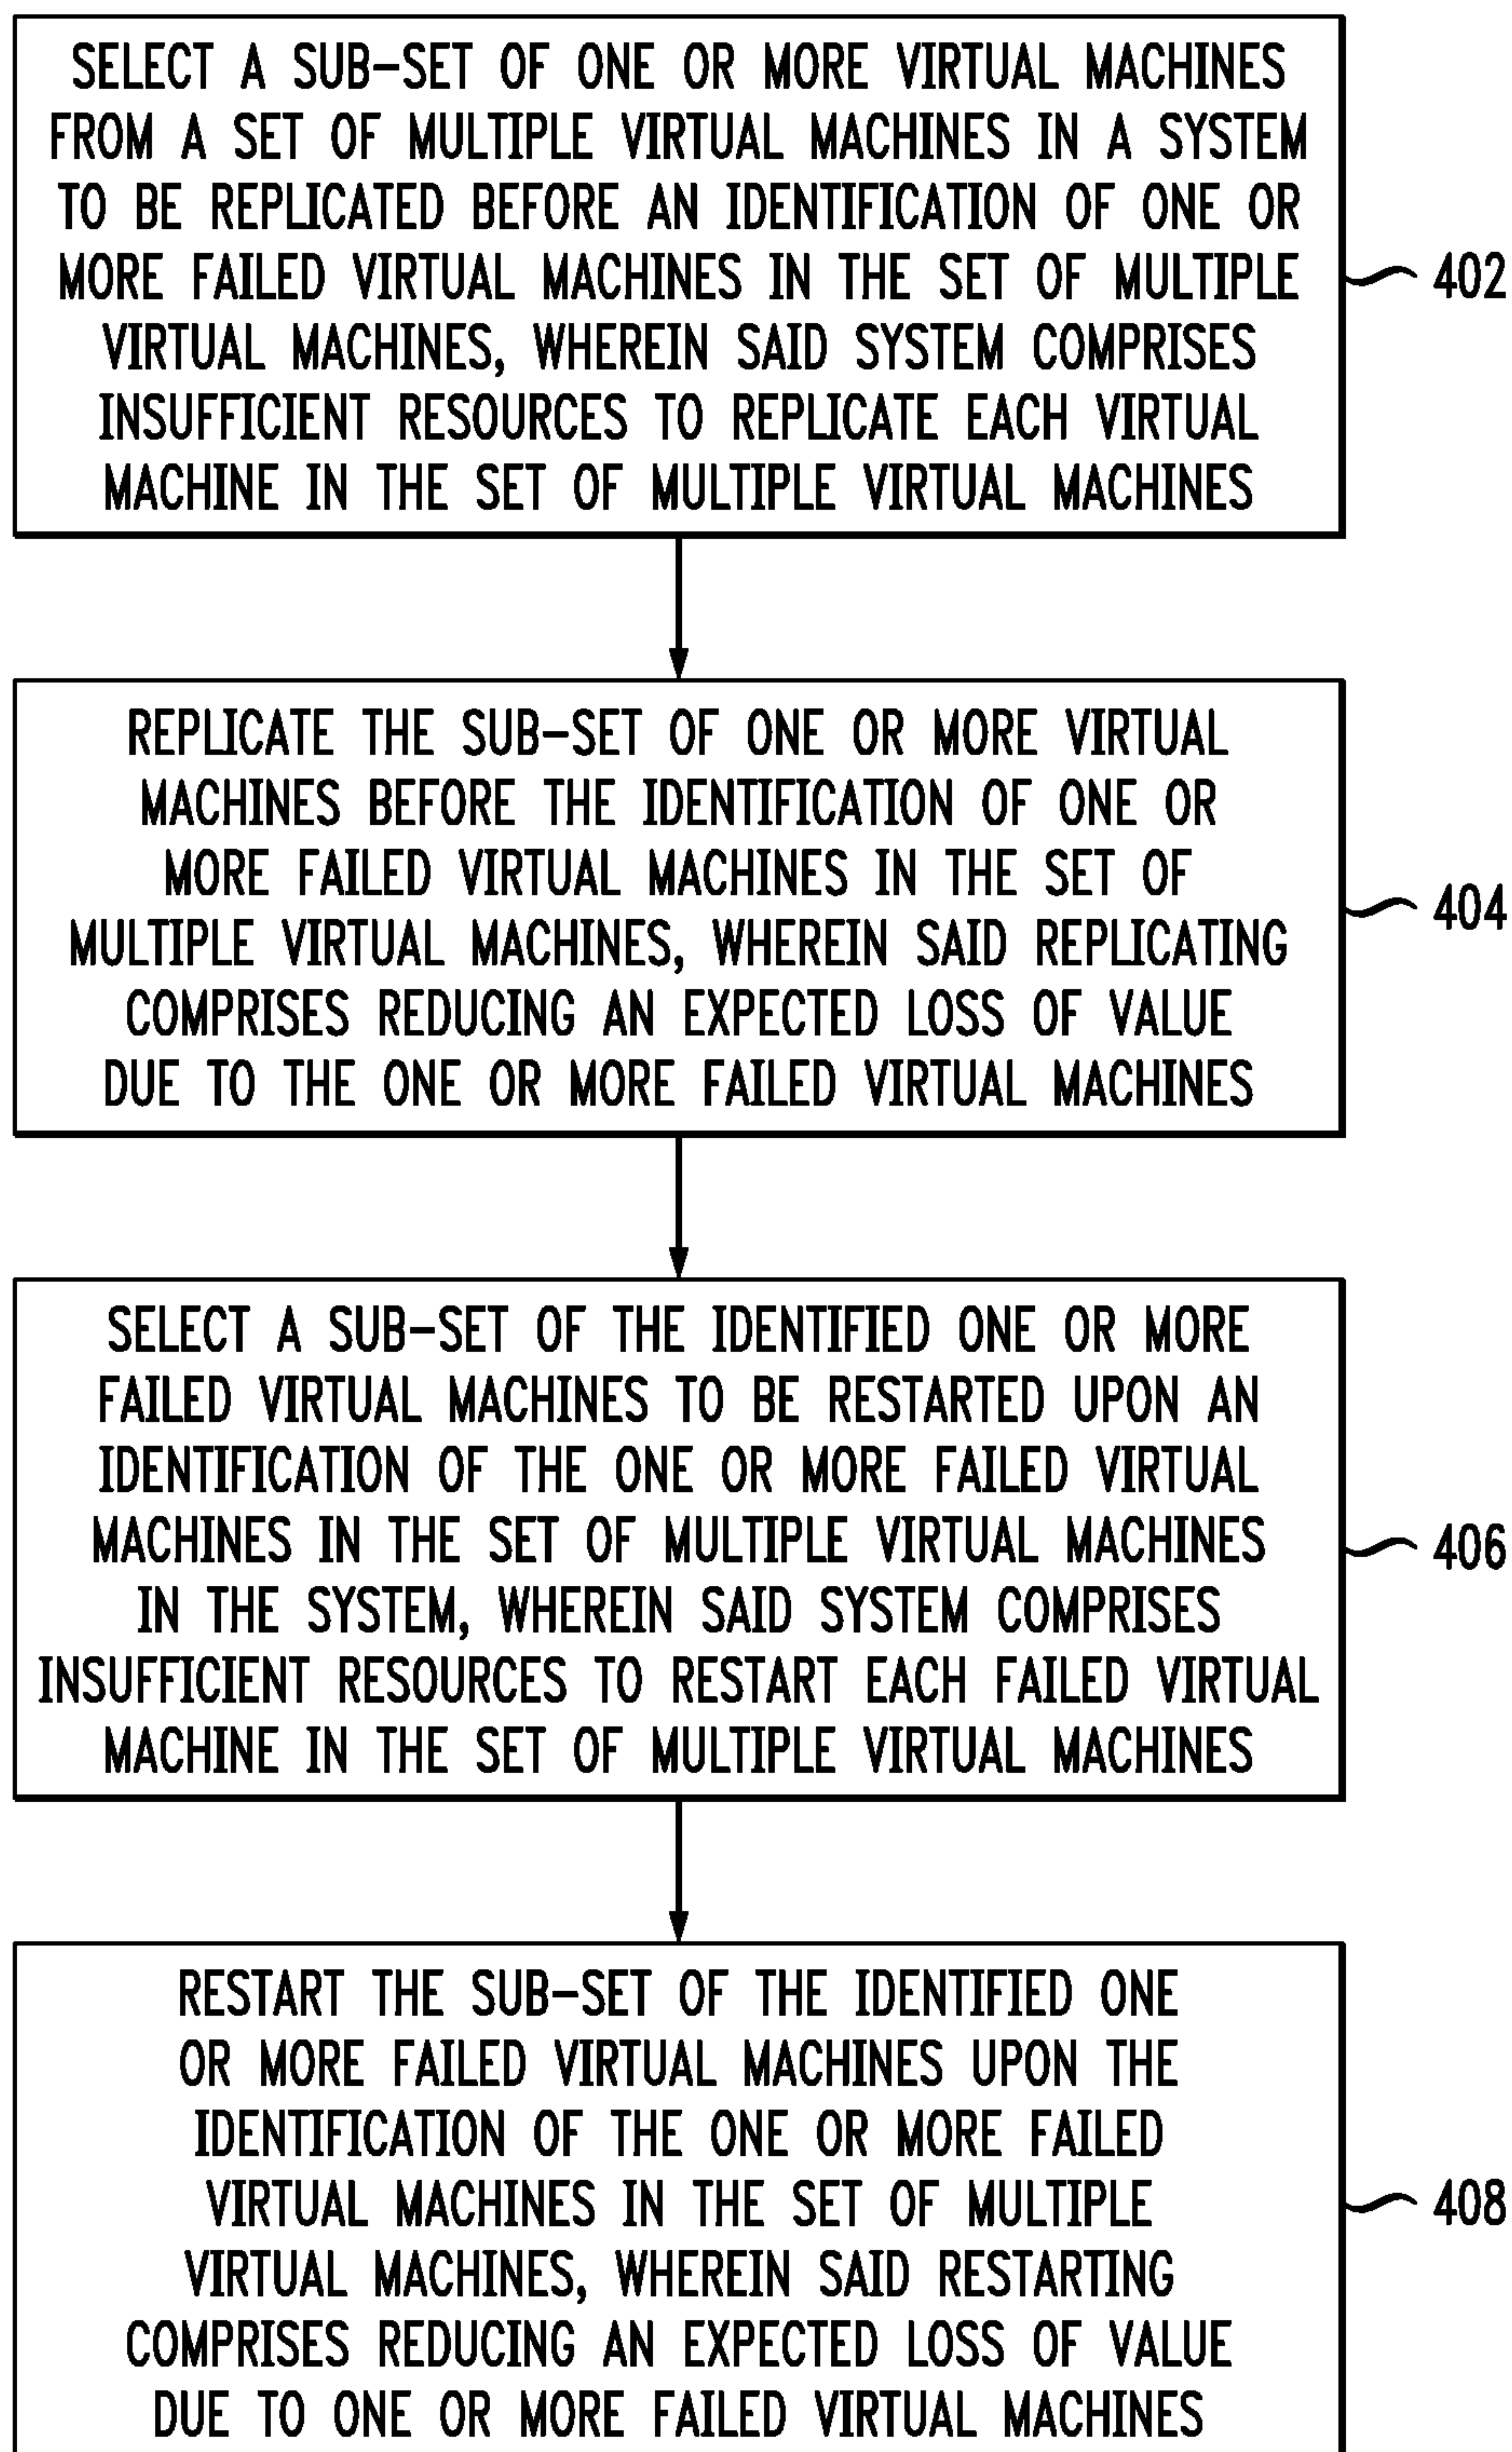 SELECT A SUB-SET OF ONE OR MORE VIRTUAL MACHINES
FROM A SET OF MULTIPLE VIRTUAL MACHINES IN A SYSTEM
TO BE REPLICATED BEFORE AN IDENTIFICATION OF ONE OR
MORE FAILED VIRTUAL MACHINES IN THE SET OF MULTIPLE
VIRTUAL MACHINES, WHEREIN SAID SYSTEM COMPRISES
INSUFFICIENT RESOURCES TO REPLICATE EACH VIRTUAL
MACHINE IN THE SET OF MULTIPLE VIRTUAL MACHINES
402
REPLICATE THE SUB-SET OF ONE OR MORE VIRTUAL
MACHINES BEFORE THE IDENTIFICATION OF ONE OR
MORE FAILED VIRTUAL MACHINES IN THE SET OF
MULTIPLE VIRTUAL MACHINES, WHEREIN SAID REPLICATING
COMPRISES REDUCING AN EXPECTED LOSS OF VALUE
DUE TO THE ONE OR MORE FAILED VIRTUAL MACHINES
404
SELECT A SUB-SET OF THE IDENTIFIED ONE OR MORE
FAILED VIRTUAL MACHINES TO BE RESTARTED UPON AN
IDENTIFICATION OF THE ONE OR MORE FAILED VIRTUAL
MACHINES IN THE SET OF MULTIPLE VIRTUAL MACHINES
IN THE SYSTEM, WHEREIN SAID SYSTEM COMPRISES
INSUFFICIENT RESOURCES TO RESTART EACH FAILED VIRTUAL
MACHINE IN THE SET OF MULTIPLE VIRTUAL MACHINES
406
RESTART THE SUB-SET OF THE IDENTIFIED ONE
OR MORE FAILED VIRTUAL MACHINES UPON THE
IDENTIFICATION OF THE ONE OR MORE FAILED
VIRTUAL MACHINES IN THE SET OF MULTIPLE
VIRTUAL MACHINES, WHEREIN SAID RESTARTING
COMPRISES REDUCING AN EXPECTED LOSS OF VALUE
DUE TO ONE OR MORE FAILED VIRTUAL MACHINES
408